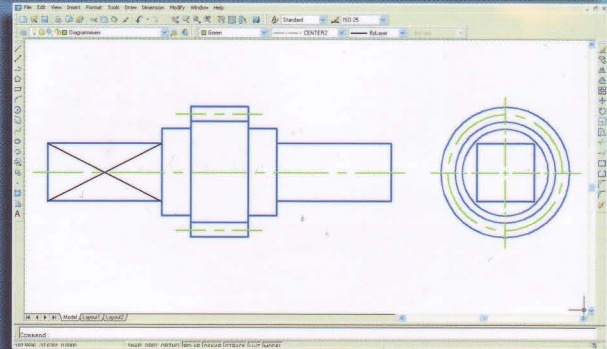 File Edit View Insert Format Tools Draw Dimension Modify Window Help
Standard ISO-25
Diagrammixers Green CENTER2 ByLayer
A
Model Layout1 Layout2
Command:
SNAP GRID ORTHO POLAR OSNAP OTRACK LWT MODEL